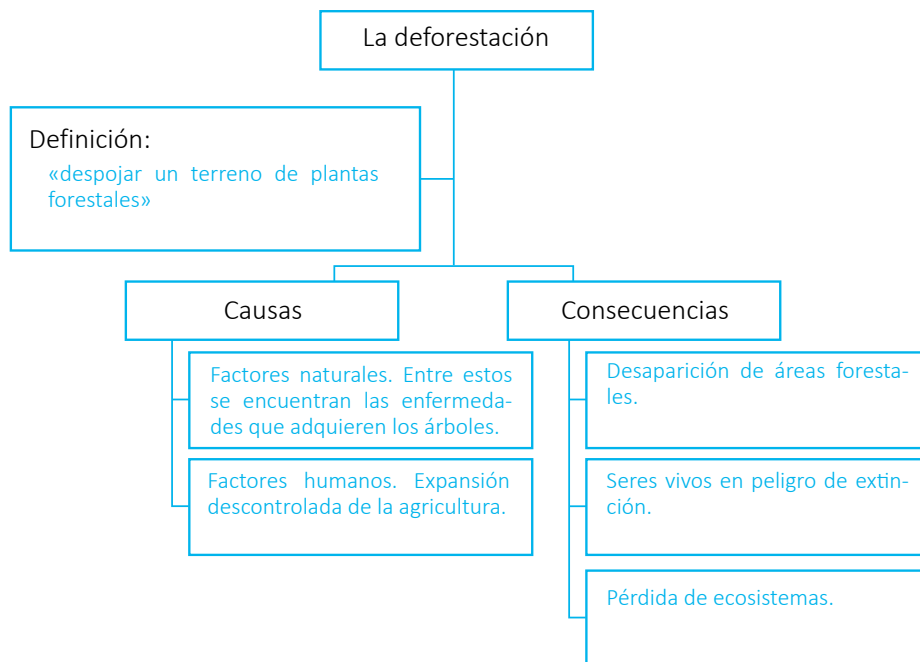 La deforestación
Definición:
«despojar un terreno de plantas
forestales»
Causas
Factores naturales. Entre estos
se encuentran las enfermeda-
des que adquieren los árboles.
Factores humanos. Expansión
descontrolada de la agricultura.
Consecuencias
Desaparición de áreas foresta-
les.
Seres vivos en peligro de extin-
ción.
Pérdida de ecosistemas.